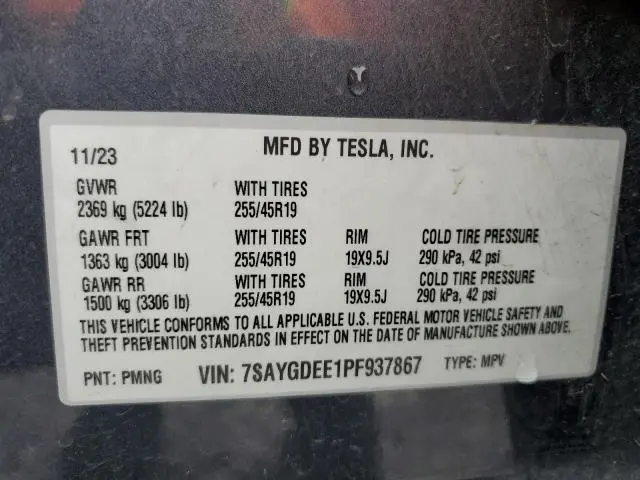 11/23 MFD BY TESLA, INC.
GVWR WITH TIRES
2369 kg (5224 lb) 255/45R19
GAWR FRT WITH TIRES RIM COLD TIRE PRESSURE
1363 kg (3004 lb) 255/45R19 19X9.5J 290 kPa, 42 psi
GAWR RR WITH TIRES RIM COLD TIRE PRESSURE
1500 kg (3306 lb) 255/45R19 19X9.5J 290 kPa, 42 psi
THIS VEHICLE CONFORMS TO ALL APPLICABLE U.S. FEDERAL MOTOR VEHICLE SAFETY AND
THEFT PREVENTION STANDARDS IN EFFECT ON THE DATE OF MANUFACTURE SHOWN ABOVE.
PNT: PMNG VIN: 7SAYGDEE1PF937867 TYPE: MPV